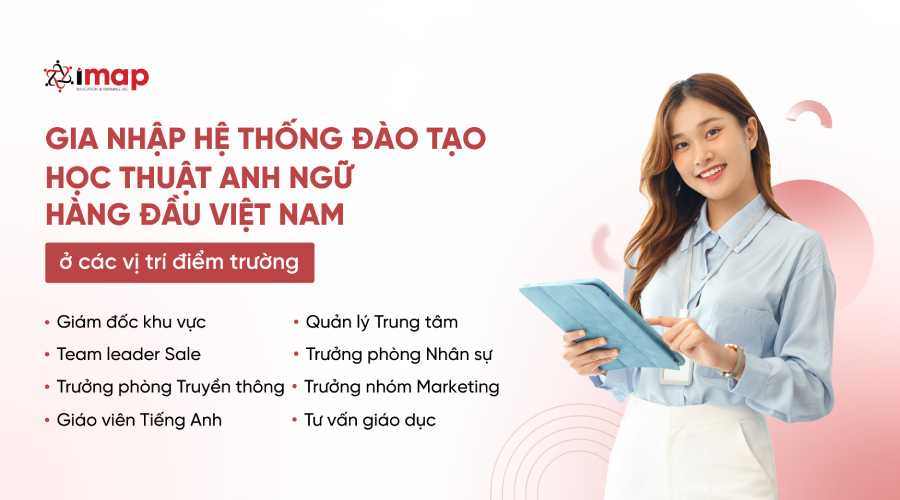 imap
EDUCATION & TRAINING JSC
GIA NHẬP HỆ THỐNG ĐÀO TẠO
HỌC THUẬT ANH NGỮ
HÀNG ĐẦU VIỆT NAM
ở các vị trí điểm trường
• Giám đốc khu vực
• Team leader Sale
• Trưởng phòng Truyền thông
• Giáo viên Tiếng Anh
• Quản lý Trung tâm
• Trưởng phòng Nhân sự
• Trưởng nhóm Marketing
• Tư vấn giáo dục